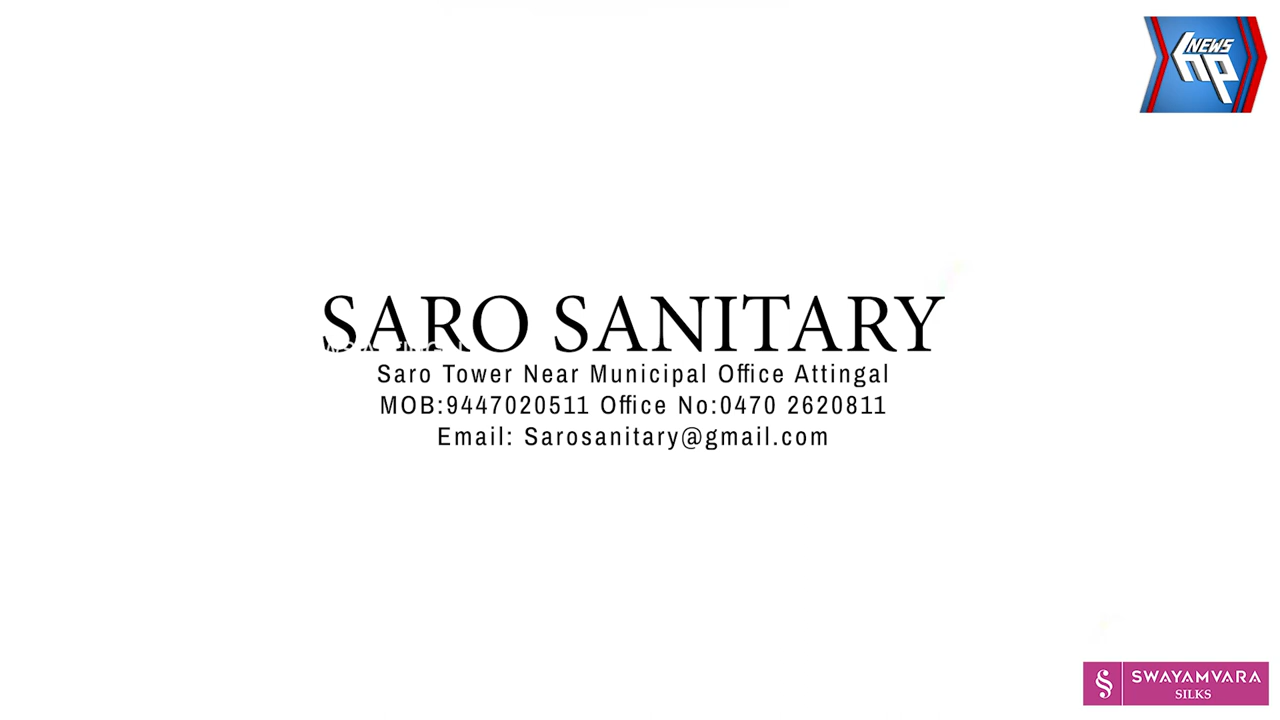 NEWS
SARO SANITARY
Saro Tower Near Municipal Office Attingal
MOB:9447020511 Office No:0470 2620811
Email: Sarosanitary@gmail.com
SWAYAMVARA
SILKS